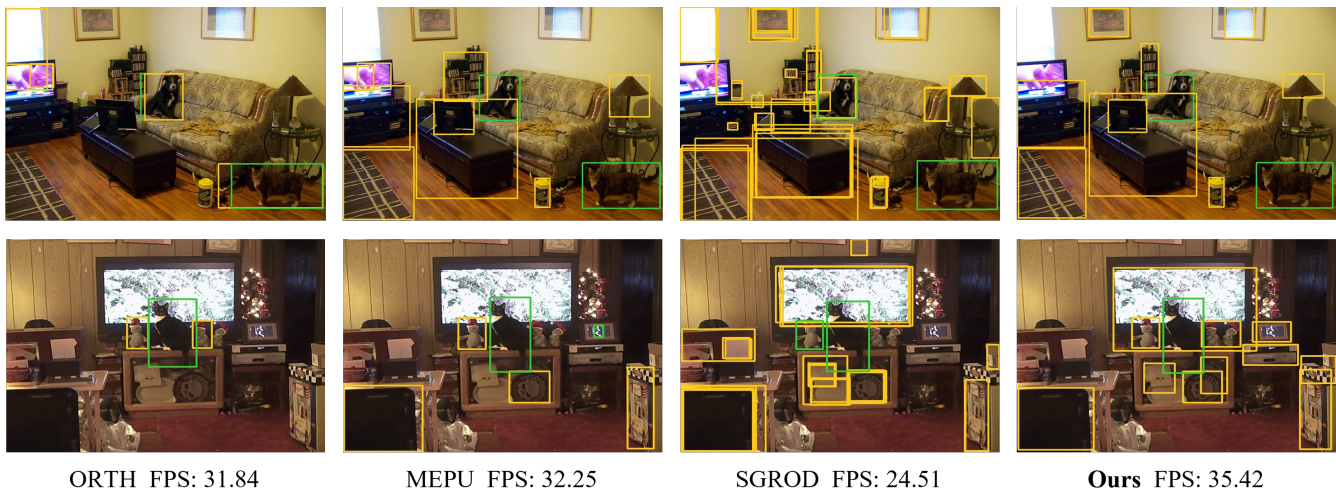 ORTH FPS: 31.84
MEPU FPS: 32.25
SGROD FPS: 24.51
Ours FPS: 35.42